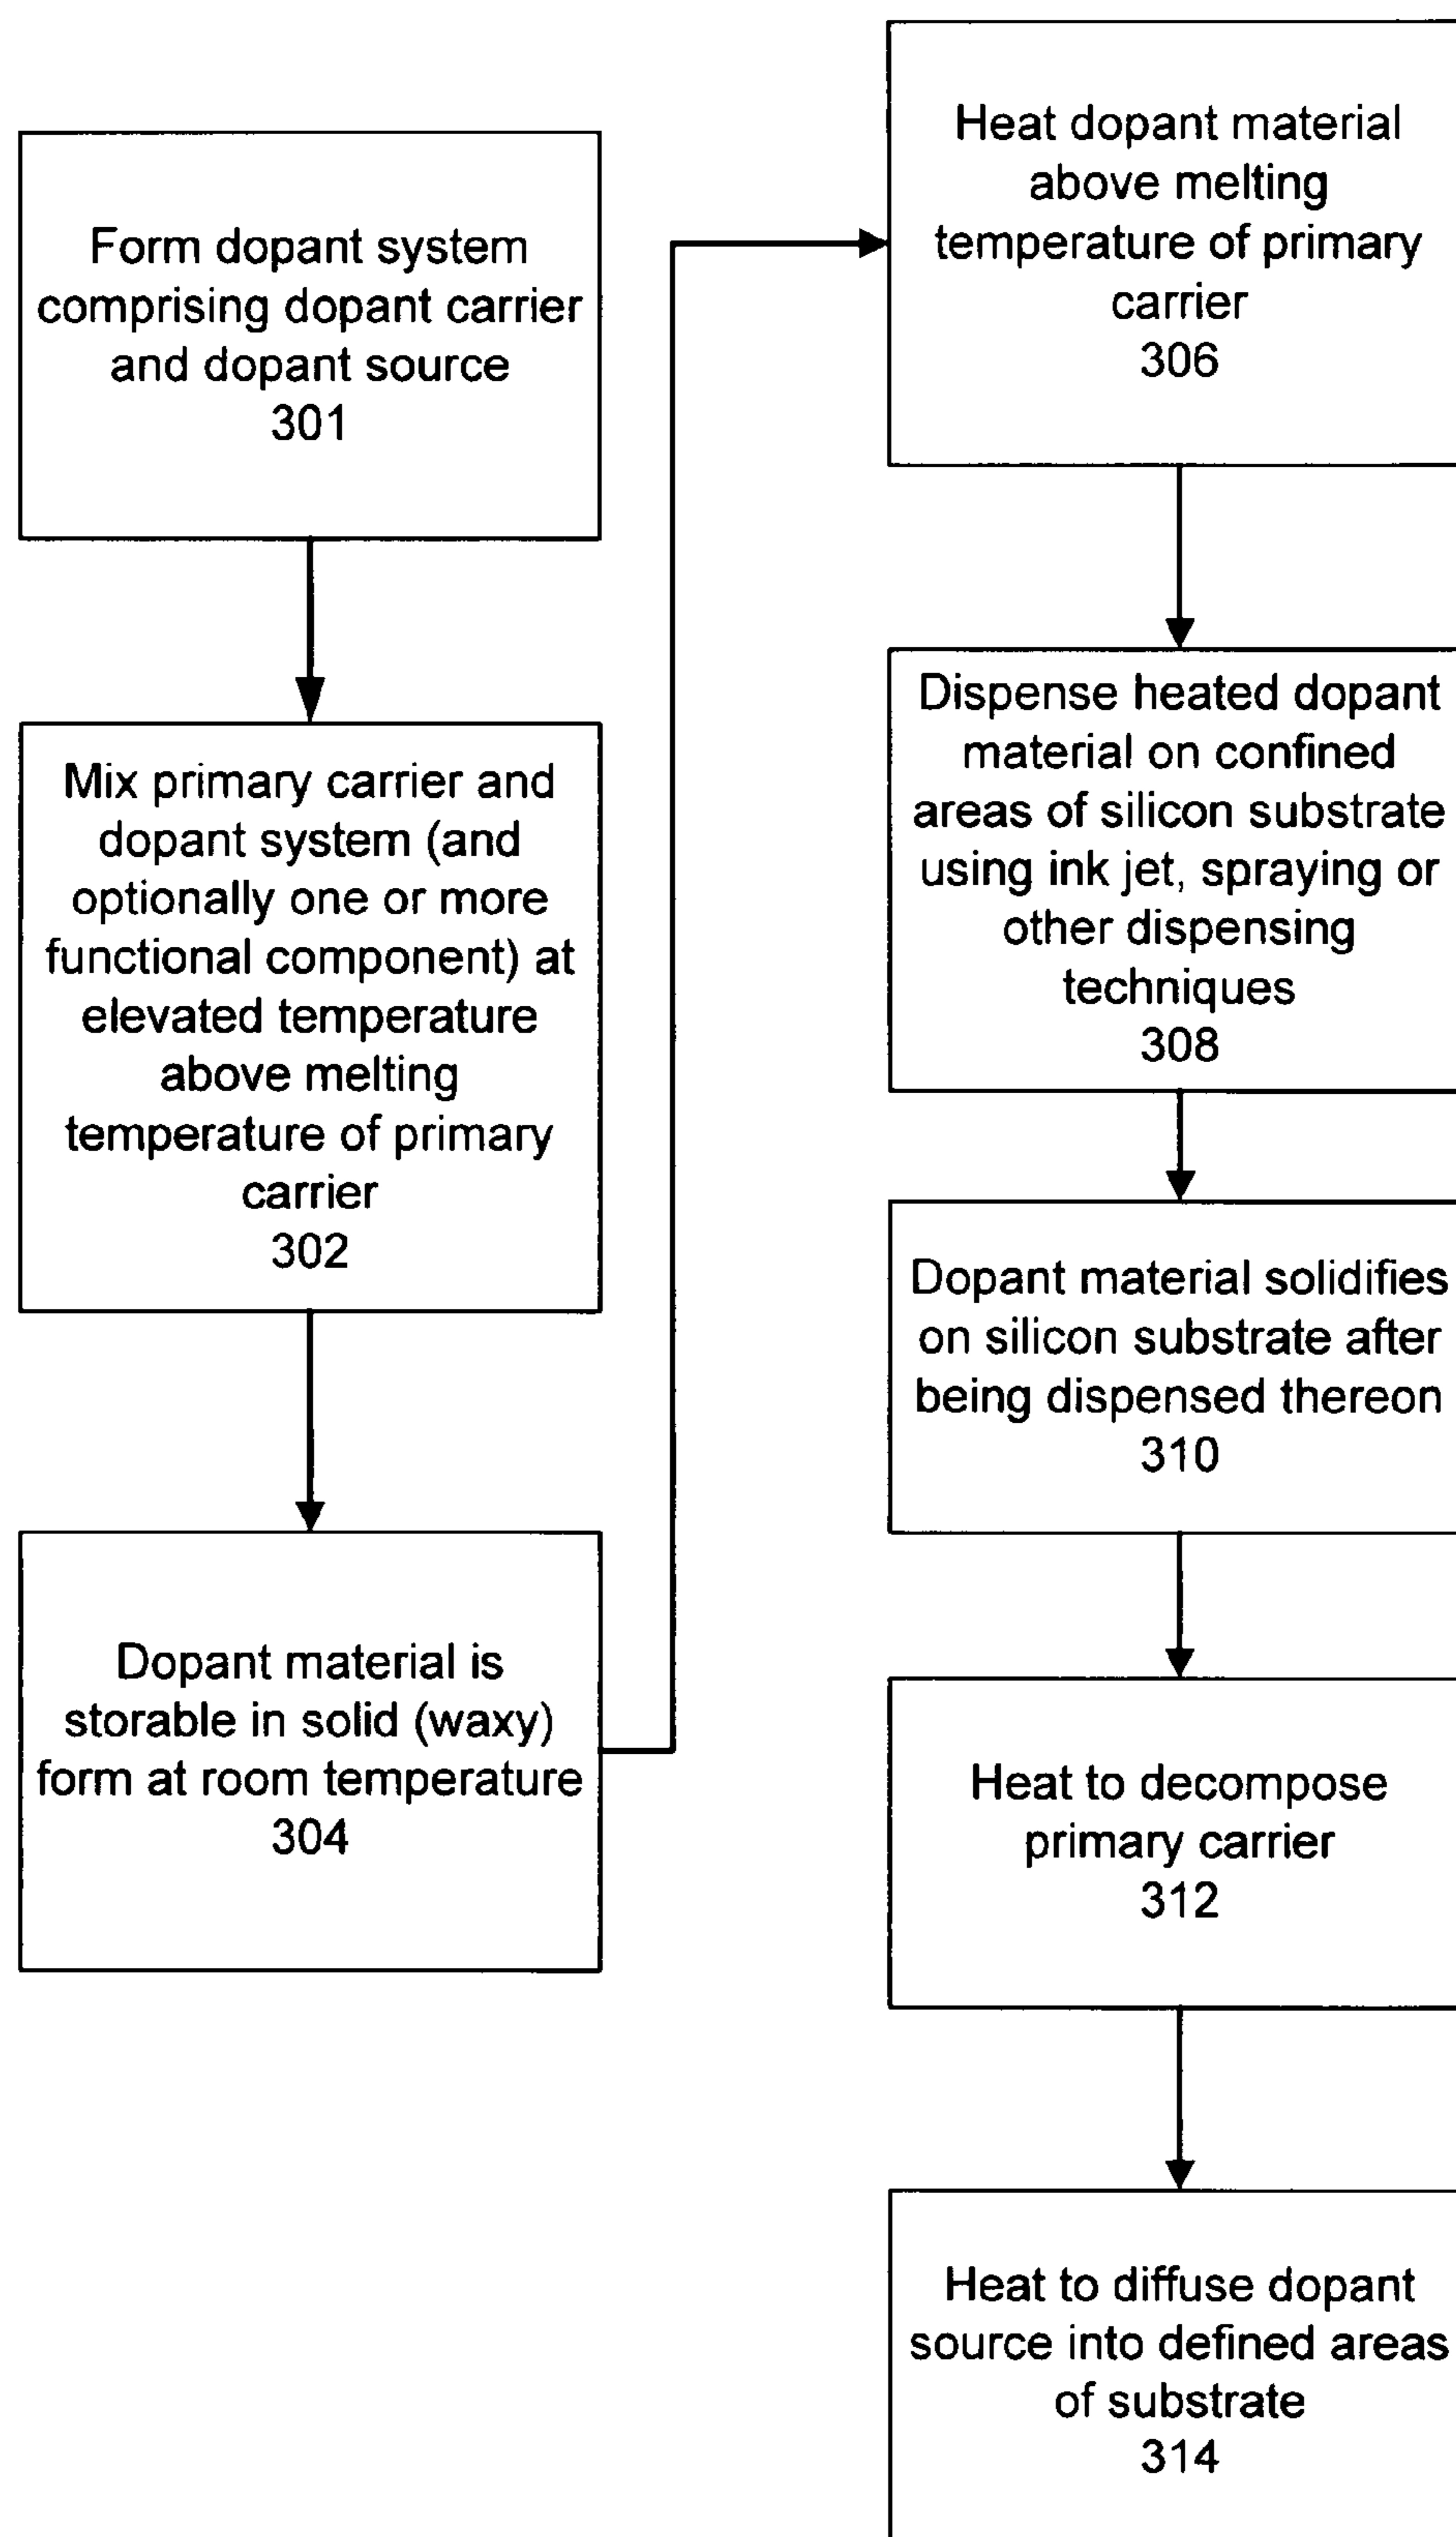 Form dopant system
comprising dopant carrier
and dopant source
301
Mix primary carrier and
dopant system (and
optionally one or more
functional component) at
elevated temperature
above melting
temperature of primary
carrier
302
Dopant material is
storable in solid (waxy)
form at room temperature
304
Heat dopant material
above melting
temperature of primary
carrier
306
Dispense heated dopant
material on confined
areas of silicon substrate
using ink jet, spraying or
other dispensing
techniques
308
Dopant material solidifies
on silicon substrate after
being dispensed thereon
310
Heat to decompose
primary carrier
312
Heat to diffuse dopant
source into defined areas
of substrate
314